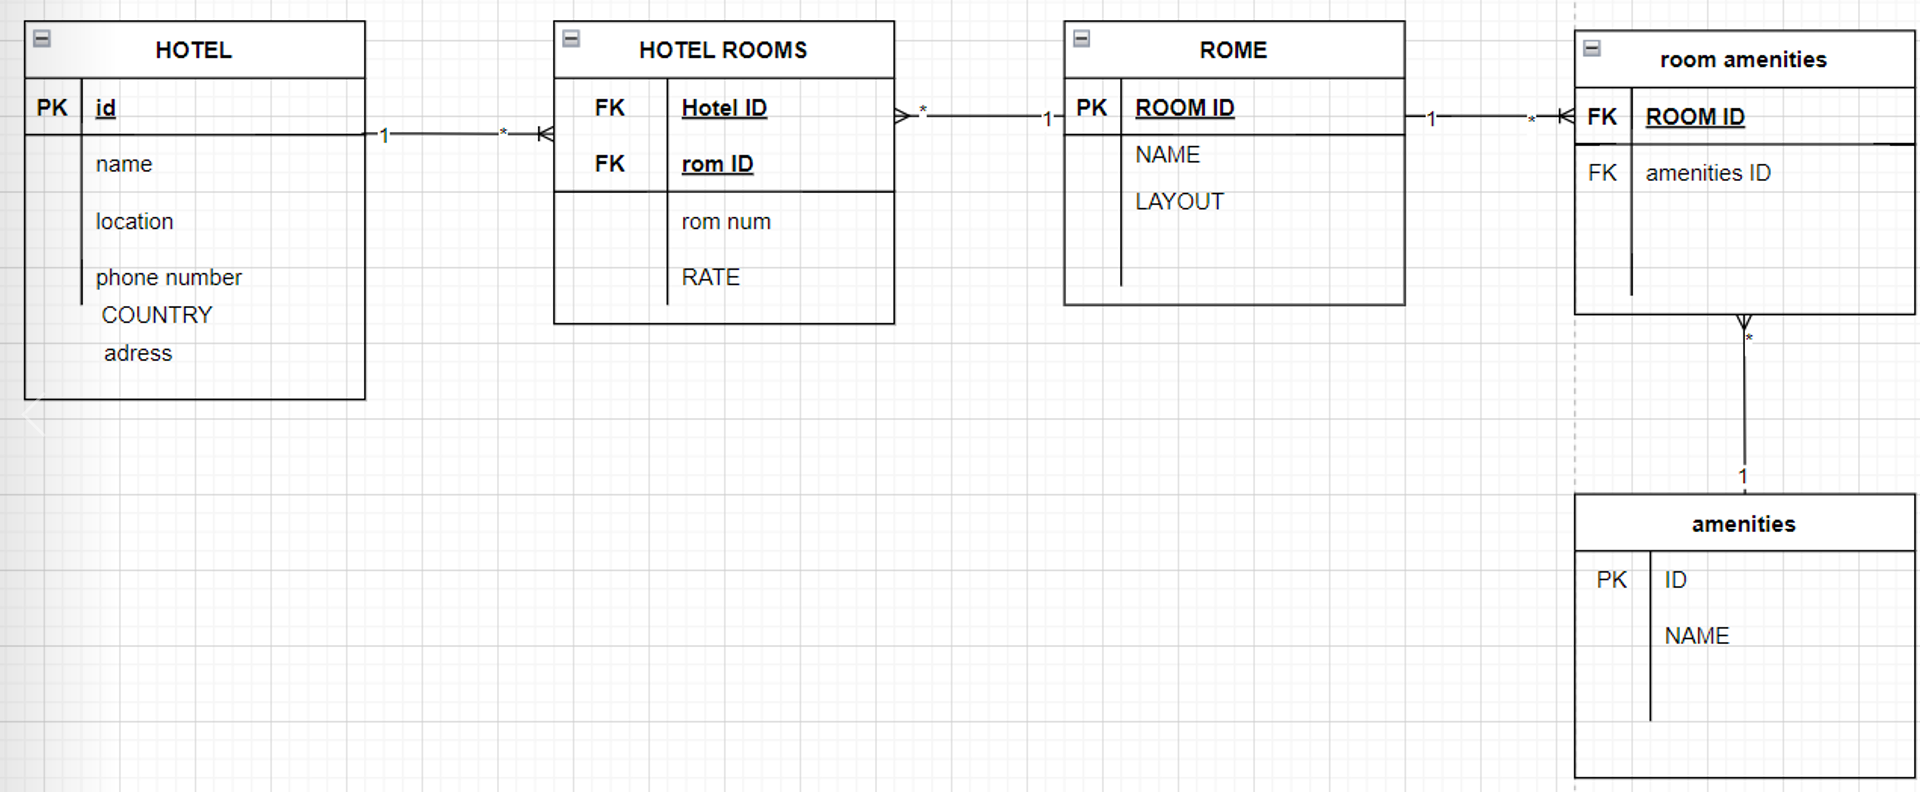 HOTEL
PK id
name
location
phone number
COUNTRY
adress
1 *
HOTEL ROOMS
FK Hotel ID
FK rom ID
rom num
RATE
* 1
ROME
PK ROOM ID
NAME
LAYOUT
1 *
room amenities
FK ROOM ID
FK amenities ID
*
1
amenities
PK ID
NAME